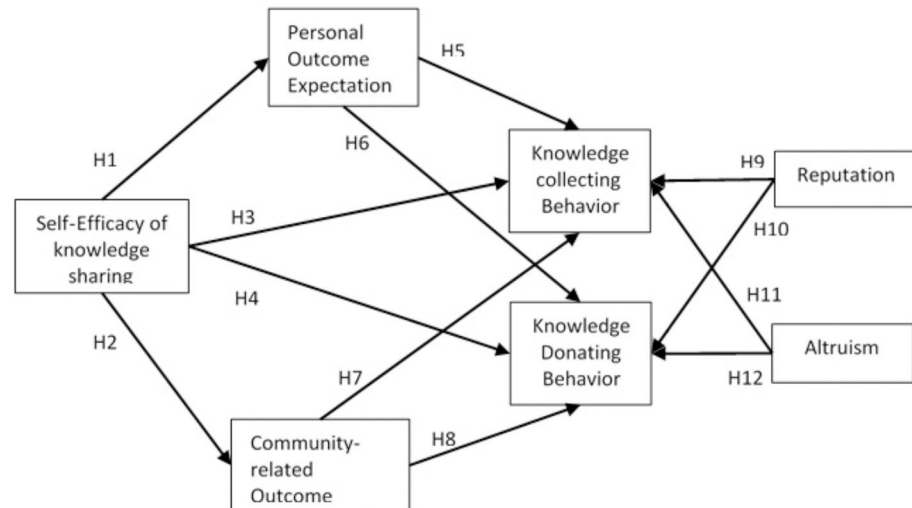 Personal
Outcome
Expectation
H5
H6
H1
Knowledge
collecting
Behavior
H9
Reputation
H3
H10
Self-Efficacy of
knowledge
sharing
H4
H11
H2
Knowledge
Donating
Behavior
Altruism
H7
H12
H8
Community-
related
Outcome